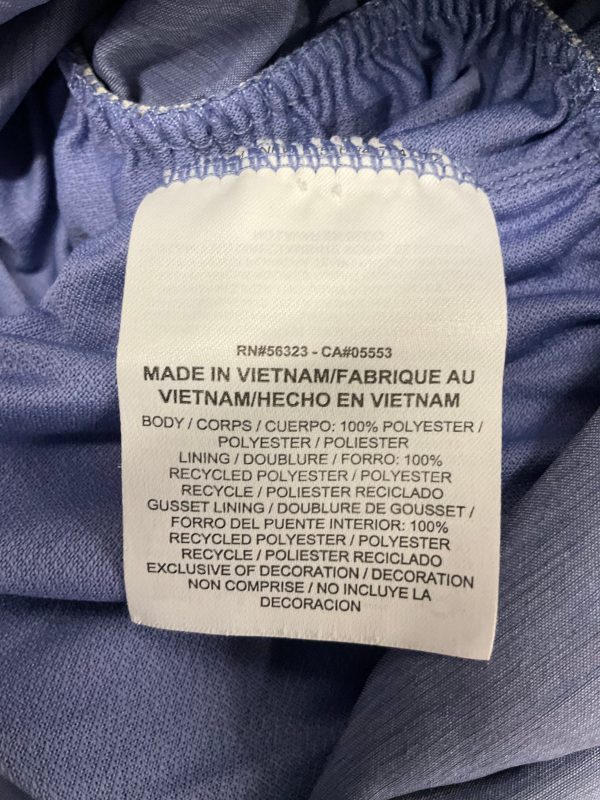 RN#56323 - CA#05553
MADE IN VIETNAM/FABRIQUE AU
VIETNAM/HECHO EN VIETNAM
BODY / CORPS / CUERPO: 100% POLYESTER /
POLYESTER / POLIESTER
LINING / DOUBLURE / FORRO: 100%
RECYCLED POLYESTER / POLYESTER
RECYCLE / POLIESTER RECICLADO
GUSSET LINING / DOUBLURE DE GOUSSET /
FORRO DEL PUENTE INTERIOR: 100%
RECYCLED POLYESTER / POLYESTER
RECYCLE / POLIESTER RECICLADO
EXCLUSIVE OF DECORATION / DECORATION
NON COMPRISE / NO INCLUYE LA
DECORACION